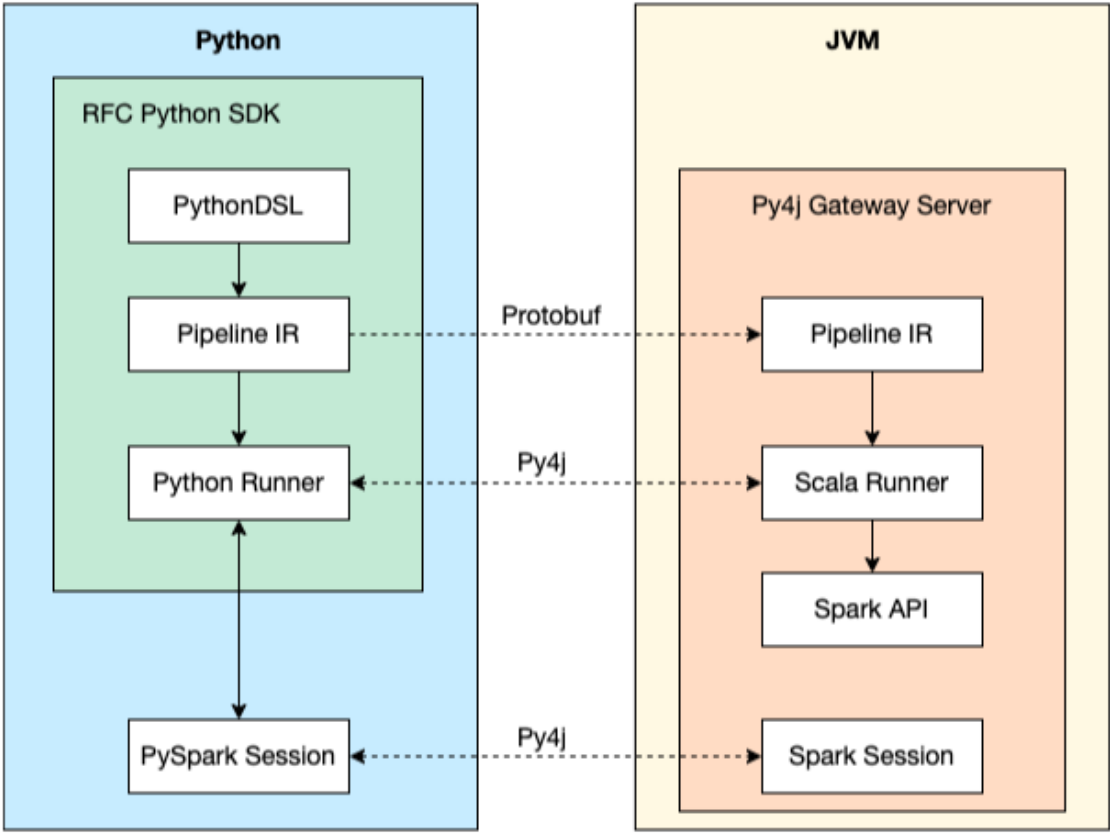 Python
JVM
RFC Python SDK
PythonDSL
Py4j Gateway Server
Pipeline IR
Protobuf
Pipeline IR
Python Runner
Py4j
Scala Runner
Spark API
PySpark Session
Py4j
Spark Session